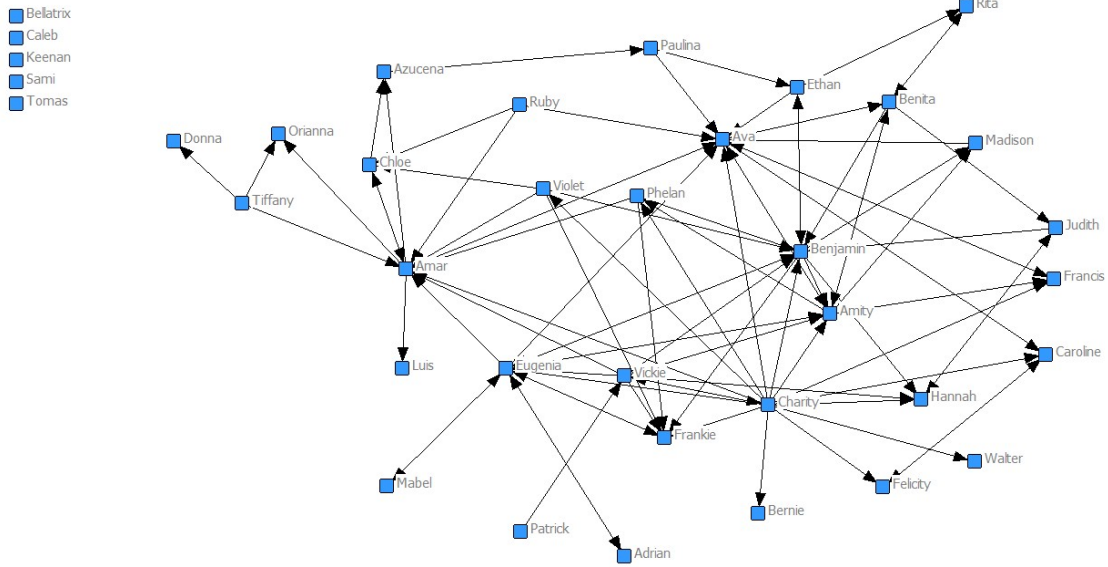 Bellatrix
Caleb
Keenan
Sami
Tomas
Rita
Paulina
Azucena
Ethan
Benita
Ruby
Donna
Orianna
Ava
Madison
Chloe
Tiffany
Violet
Phelan
Judith
Benjamin
Amar
Francis
Amity
Caroline
Luis
Eugenia
Vickie
Hannah
Charity
Frankie
Walter
Mabel
Felicity
Bernie
Patrick
Adrian